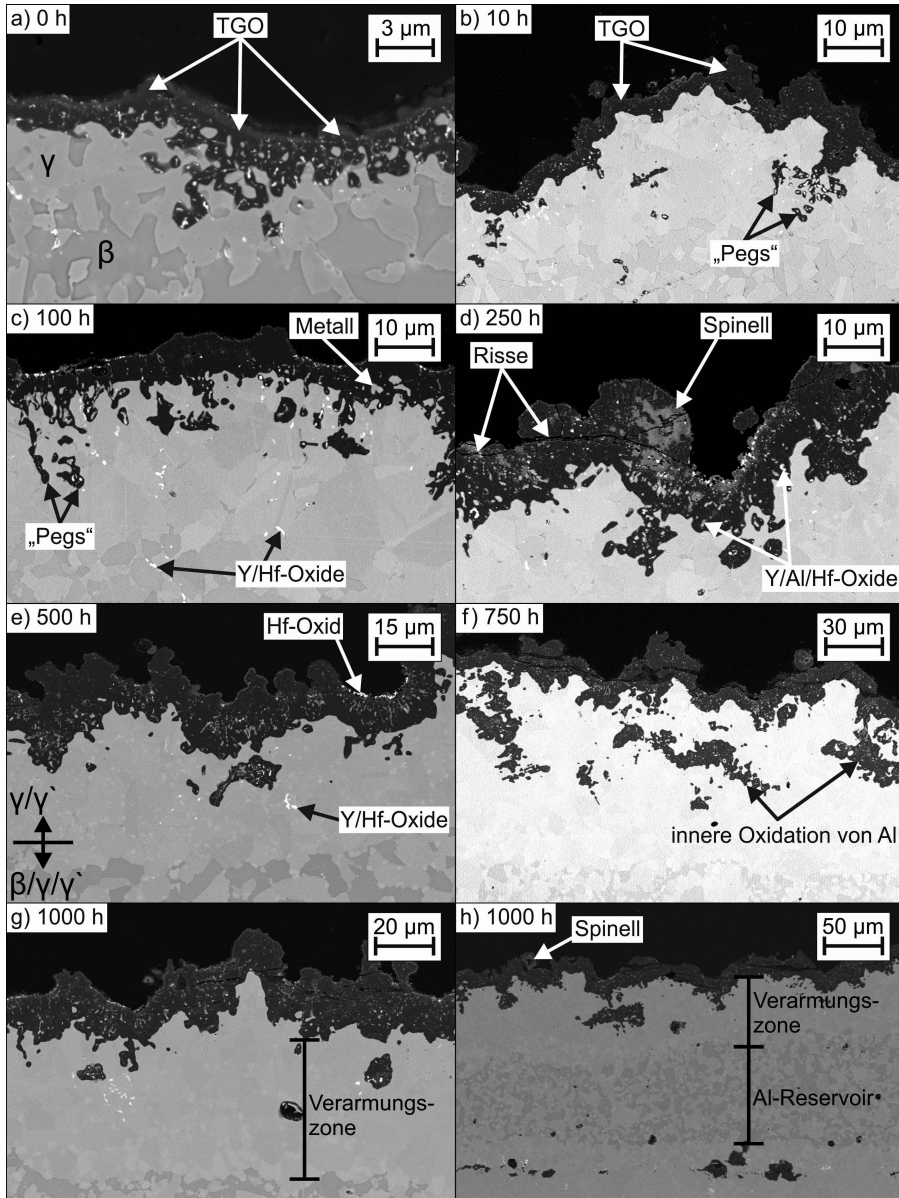 a) 0 h
TGO
3 µm
γ
β
b) 10 h
TGO
10 µm
„Pegs“
c) 100 h
Metall
10 µm
„Pegs“
Y/Hf-Oxide
d) 250 h
Spinell
10 µm
Risse
Y/Al/Hf-Oxide
e) 500 h
Hf-Oxid
15 µm
Y/Hf-Oxide
γ/γ`
β/γ/γ`
f) 750 h
30 µm
innere Oxidation von Al
g) 1000 h
20 µm
Verarmungs-
zone
h) 1000 h
Spinell
50 µm
Verarmungs-
zone
Al-Reservoir